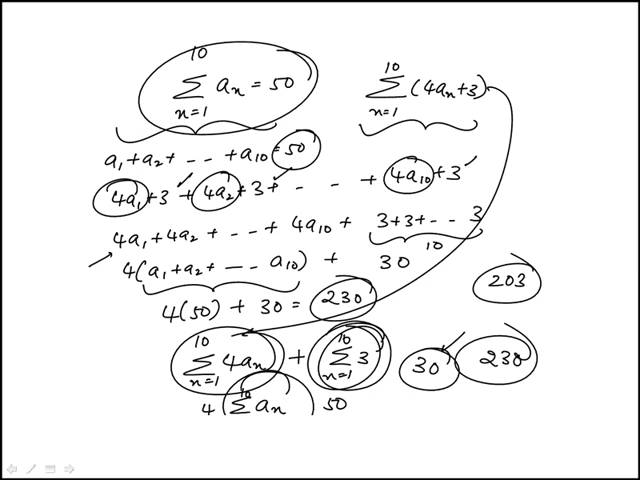 10
∑ aₙ = 50
n=1
10
∑ (4aₙ+3)
n=1
a₁+a₂+ - - - +a₁₀=50
4a₁+3 + 4a₂+3+ - - + 4a₁₀+3
4a₁+4a₂ + - - + 4a₁₀ + 3+3+ - - 3
10
4(a₁+a₂+ - - - a₁₀) + 30
203
4(50) + 30 = 230
10
∑ 4aₙ
n=1
+
10
∑ 3
n=1
30
230
10
4 ∑ aₙ
50